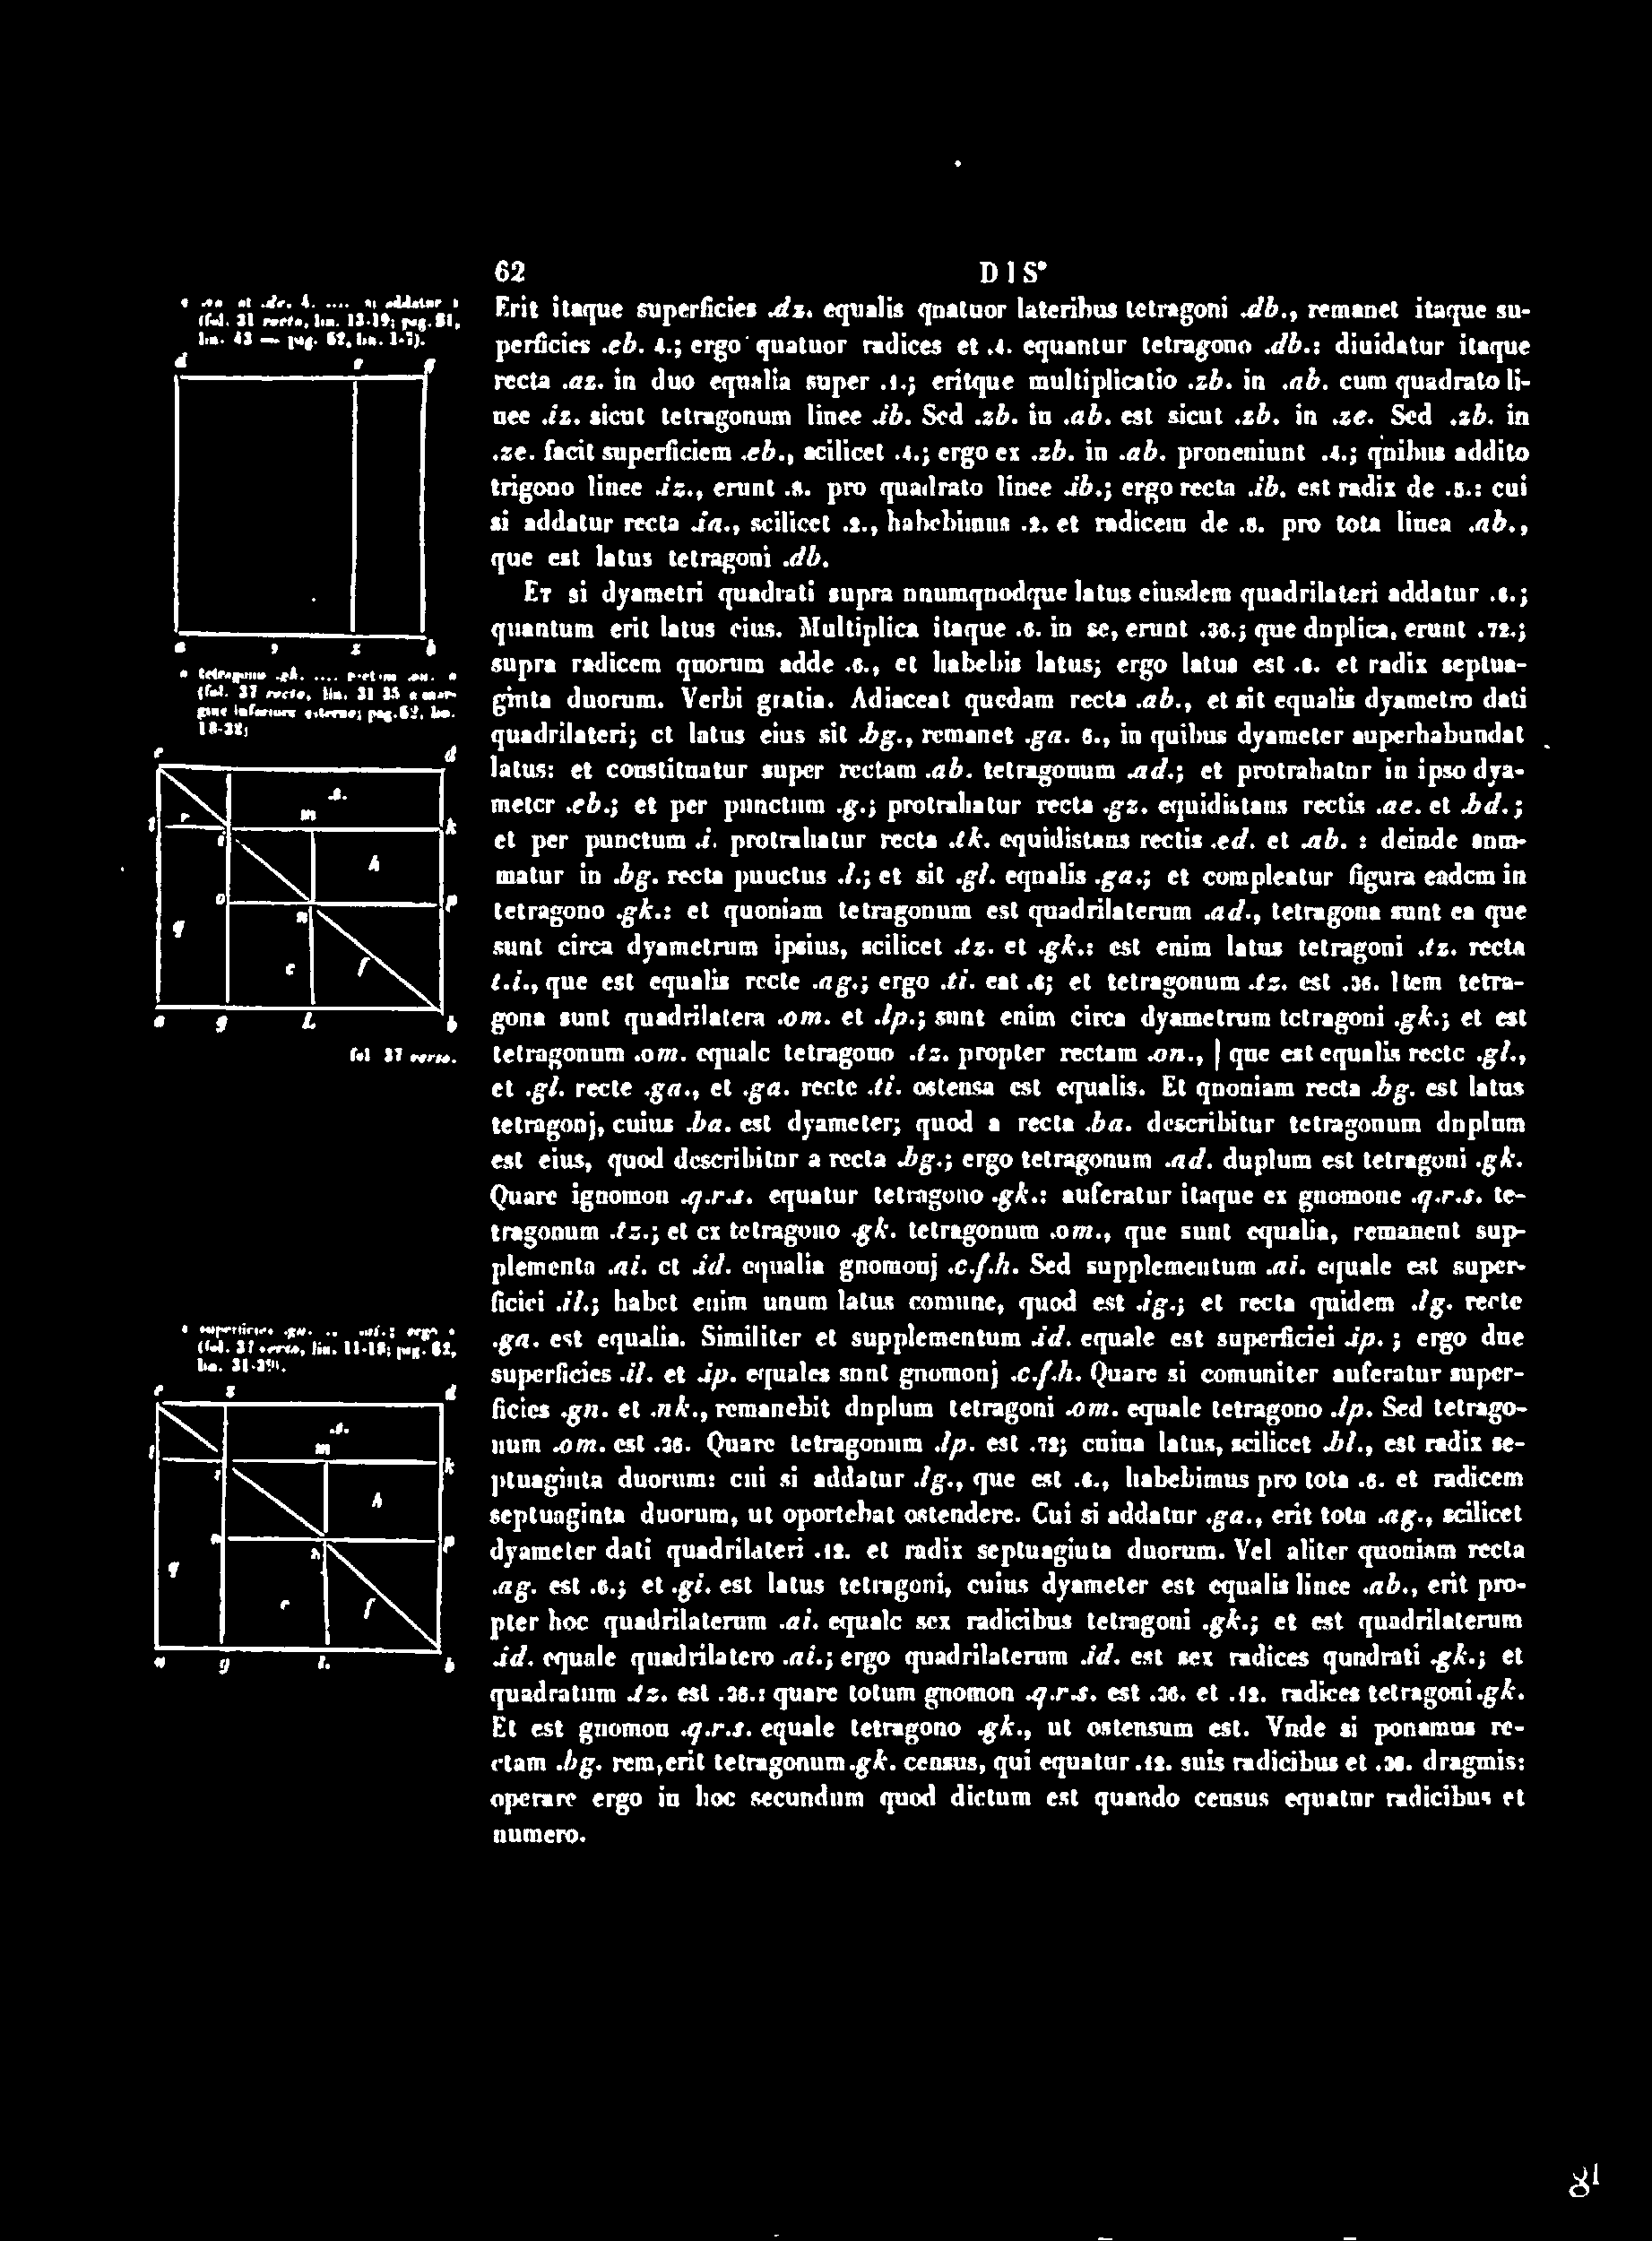 62 DIS°
Erit itaque superficies .dz. equalis quatuor lateribus tetragoni .db., remanet itaque su-
perficies .eb. 4.; ergo quatuor radices et .4. equantur tetragono .db.: diuidatur itaque
recta .az. in duo equalia super .i.; eritque multiplicatio .zb. in .ab. cum quadrato li-
nee .iz. sicut tetragonum linee .ib. Sed .zb. in .ab. est sicut .zb. in .ze. Sed .zb. in
.ze. facit superficiem .eb., scilicet .4.; ergo ex .zb. in .ab. proueniunt .4.; quibus addito
trigono linee .iz., erunt .8. pro quadrato linee .ib.; ergo recta .ib. est radix de .8.: cui
si addatur recta .ia., scilicet .2., habebimus .2. et radicem de .8. pro tota linea .ab.,
que est latus tetragoni .db.
Et si dyametri quadrati supra unumquodque latus eiusdem quadrilateri addatur .6.;
quantum erit latus eius. Multiplica itaque .6. in se, erunt .36.; que duplica, erunt .72.;
supra radicem quorum adde .6., et habebis latus; ergo latus est .6. et radix septua-
ginta duorum. Verbi gratia. Adiaceat quedam recta .ab., et sit equalis dyametro dati
quadrilateri; et latus eius sit .bg., remanet .ga. 6., in quibus dyameter superhabundat
latus: et constituatur super rectam .ab. tetragonum .ad.; et protrahatur in ipso dya-
meter .eb.; et per punctum .g.; protrahatur recta .gz. equidistans rectis .ae. et .bd.;
et per punctum .i. protrahatur recta .tk. equidistans rectis .ed. et .ab. : deinde summatur
matur in .bg. recta puuctus .l.; et sit .gl. equalis .ga.; et compleatur figura eadem in
tetragono .gk.: et quoniam tetragonum est quadrilaterum .ad., tetragona sunt ea que
sunt circa dyametrum ipsius, scilicet .tz. et .gk.: est enim latus tetragoni .tz. recta
t.i., que est equalis recte .ag.; ergo .ti. est .6; et tetragonum .tz. est .36. Item tetra-
gona sunt quadrilatera .om. et .lp.; sunt enim circa dyametrum tetragoni .gk.; et est
tetragonum .om. equale tetragono .tz. propter rectam .on., | que est equalis recte .gl.,
fol 37 verso.
et .gl. recte .ga., et .ga. recte .ti. ostensa est equalis. Et quoniam recta .bg. est latus
tetragonj, cuius .ba. est dyameter; quod a recta .ba. describitur tetragonum duplum
est eius, quod describitur a recta .bg.; ergo tetragonum .ad. duplum est tetragoni .gk.
Quare ignomon .q.r.s. equatur tetragono .gk.: auferatur itaque ex gnomone .q.r.s. te-
tragonum .tz.; et ex tetragono .gk. tetragonum .om., que sunt equalia, remanent sup-
plementa .ai. et .id. equalia gnomonj .c.f.h. Sed supplementum .ai. equale est super-
ficiei .il.; habet enim unum latus comune, quod est .ig.; et recta quidem .lg. recte
.ga. est equalis. Similiter et supplementum .id. equale est superficiei .ip. ; ergo due
superficies .il. et .ip. equales sunt gnomonj .c.f.h. Quare si comuniter auferatur super-
ficies .gn. et .nk., remanebit duplum tetragoni .om. equale tetragono .lp. Sed tetrago-
num .om. est .36. Quare tetragonum .lp. est .72; cuius latus, scilicet .bl., est radix se-
ptuaginta duorum: cui si addatur .lg., que est .6., habebimus pro tota .6. et radicem
septuaginta duorum, ut oportebat ostendere. Cui si addatur .ga., erit tota .ag., scilicet
dyameter dati quadrilateri .12. et radix septuaginta duorum. Vel aliter quoniam recta
.ag. est .6.; et .gi. est latus tetragoni, cuius dyameter est equalis linee .ab., erit pro-
pter hoc quadrilaterum .ai. equale sex radicibus tetragoni .gk.; et est quadrilaterum
.id. equale quadrilatero .ai.; ergo quadrilaterum .id. est sex radices quadrati .gk.; et
quadratum .tz. est .36.: quare totum gnomon .q.r.s. est .36. et .12. radices tetragoni .gk.
Et est gnomon .q.r.s. equale tetragono .gk., ut ostensum est. Vnde si ponamus re-
ctam .bg. rem, erit tetragonum .gk. census, qui equatur .12. suis radicibus et .36. dragmis:
operare ergo in hoc secundum quod dictum est quando census equatur radicibus et
numero.